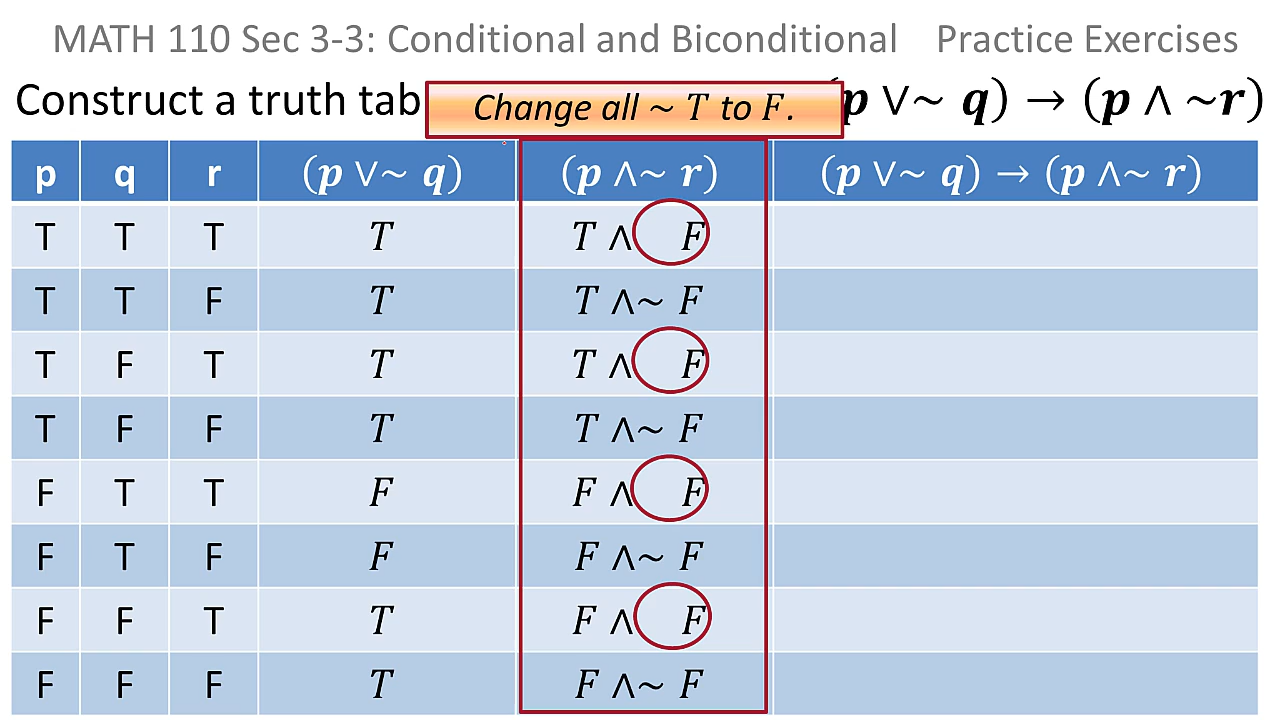 MATH 110 Sec 3-3: Conditional and Biconditional Practice Exercises
Construct a truth tab p ∨~ q) → (p ∧ ~r)
Change all ~ T to F.
p q r (p ∨~ q) (p ∧~ r) (p ∨~ q) → (p ∧~ r)
T T T T T ∧ F
T T F T T ∧~ F
T F T T T ∧ F
T F F T T ∧~ F
F T T F F ∧ F
F T F F F ∧~ F
F F T T F ∧ F
F F F T F ∧~ F